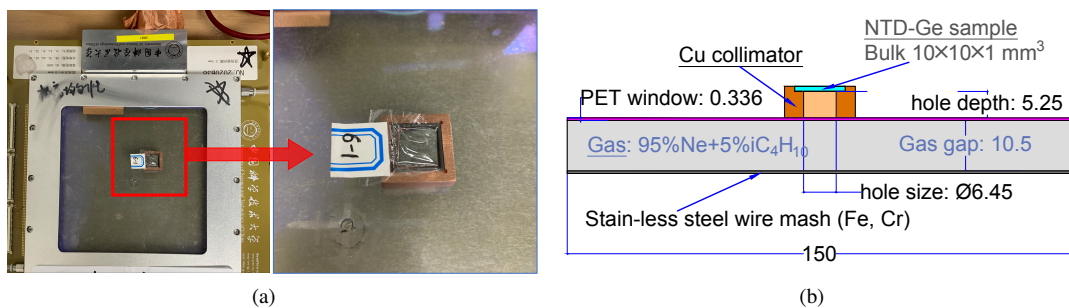 1-6
(a)
NTD-Ge sample
Bulk 10×10×1 mm³
Cu collimator
PET window: 0.336
hole depth: 5.25
Gas: 95%Ne+5%iC₄H₁₀
Gas gap: 10.5
hole size: Ø6.45
Stain-less steel wire mash (Fe, Cr)
150
(b)